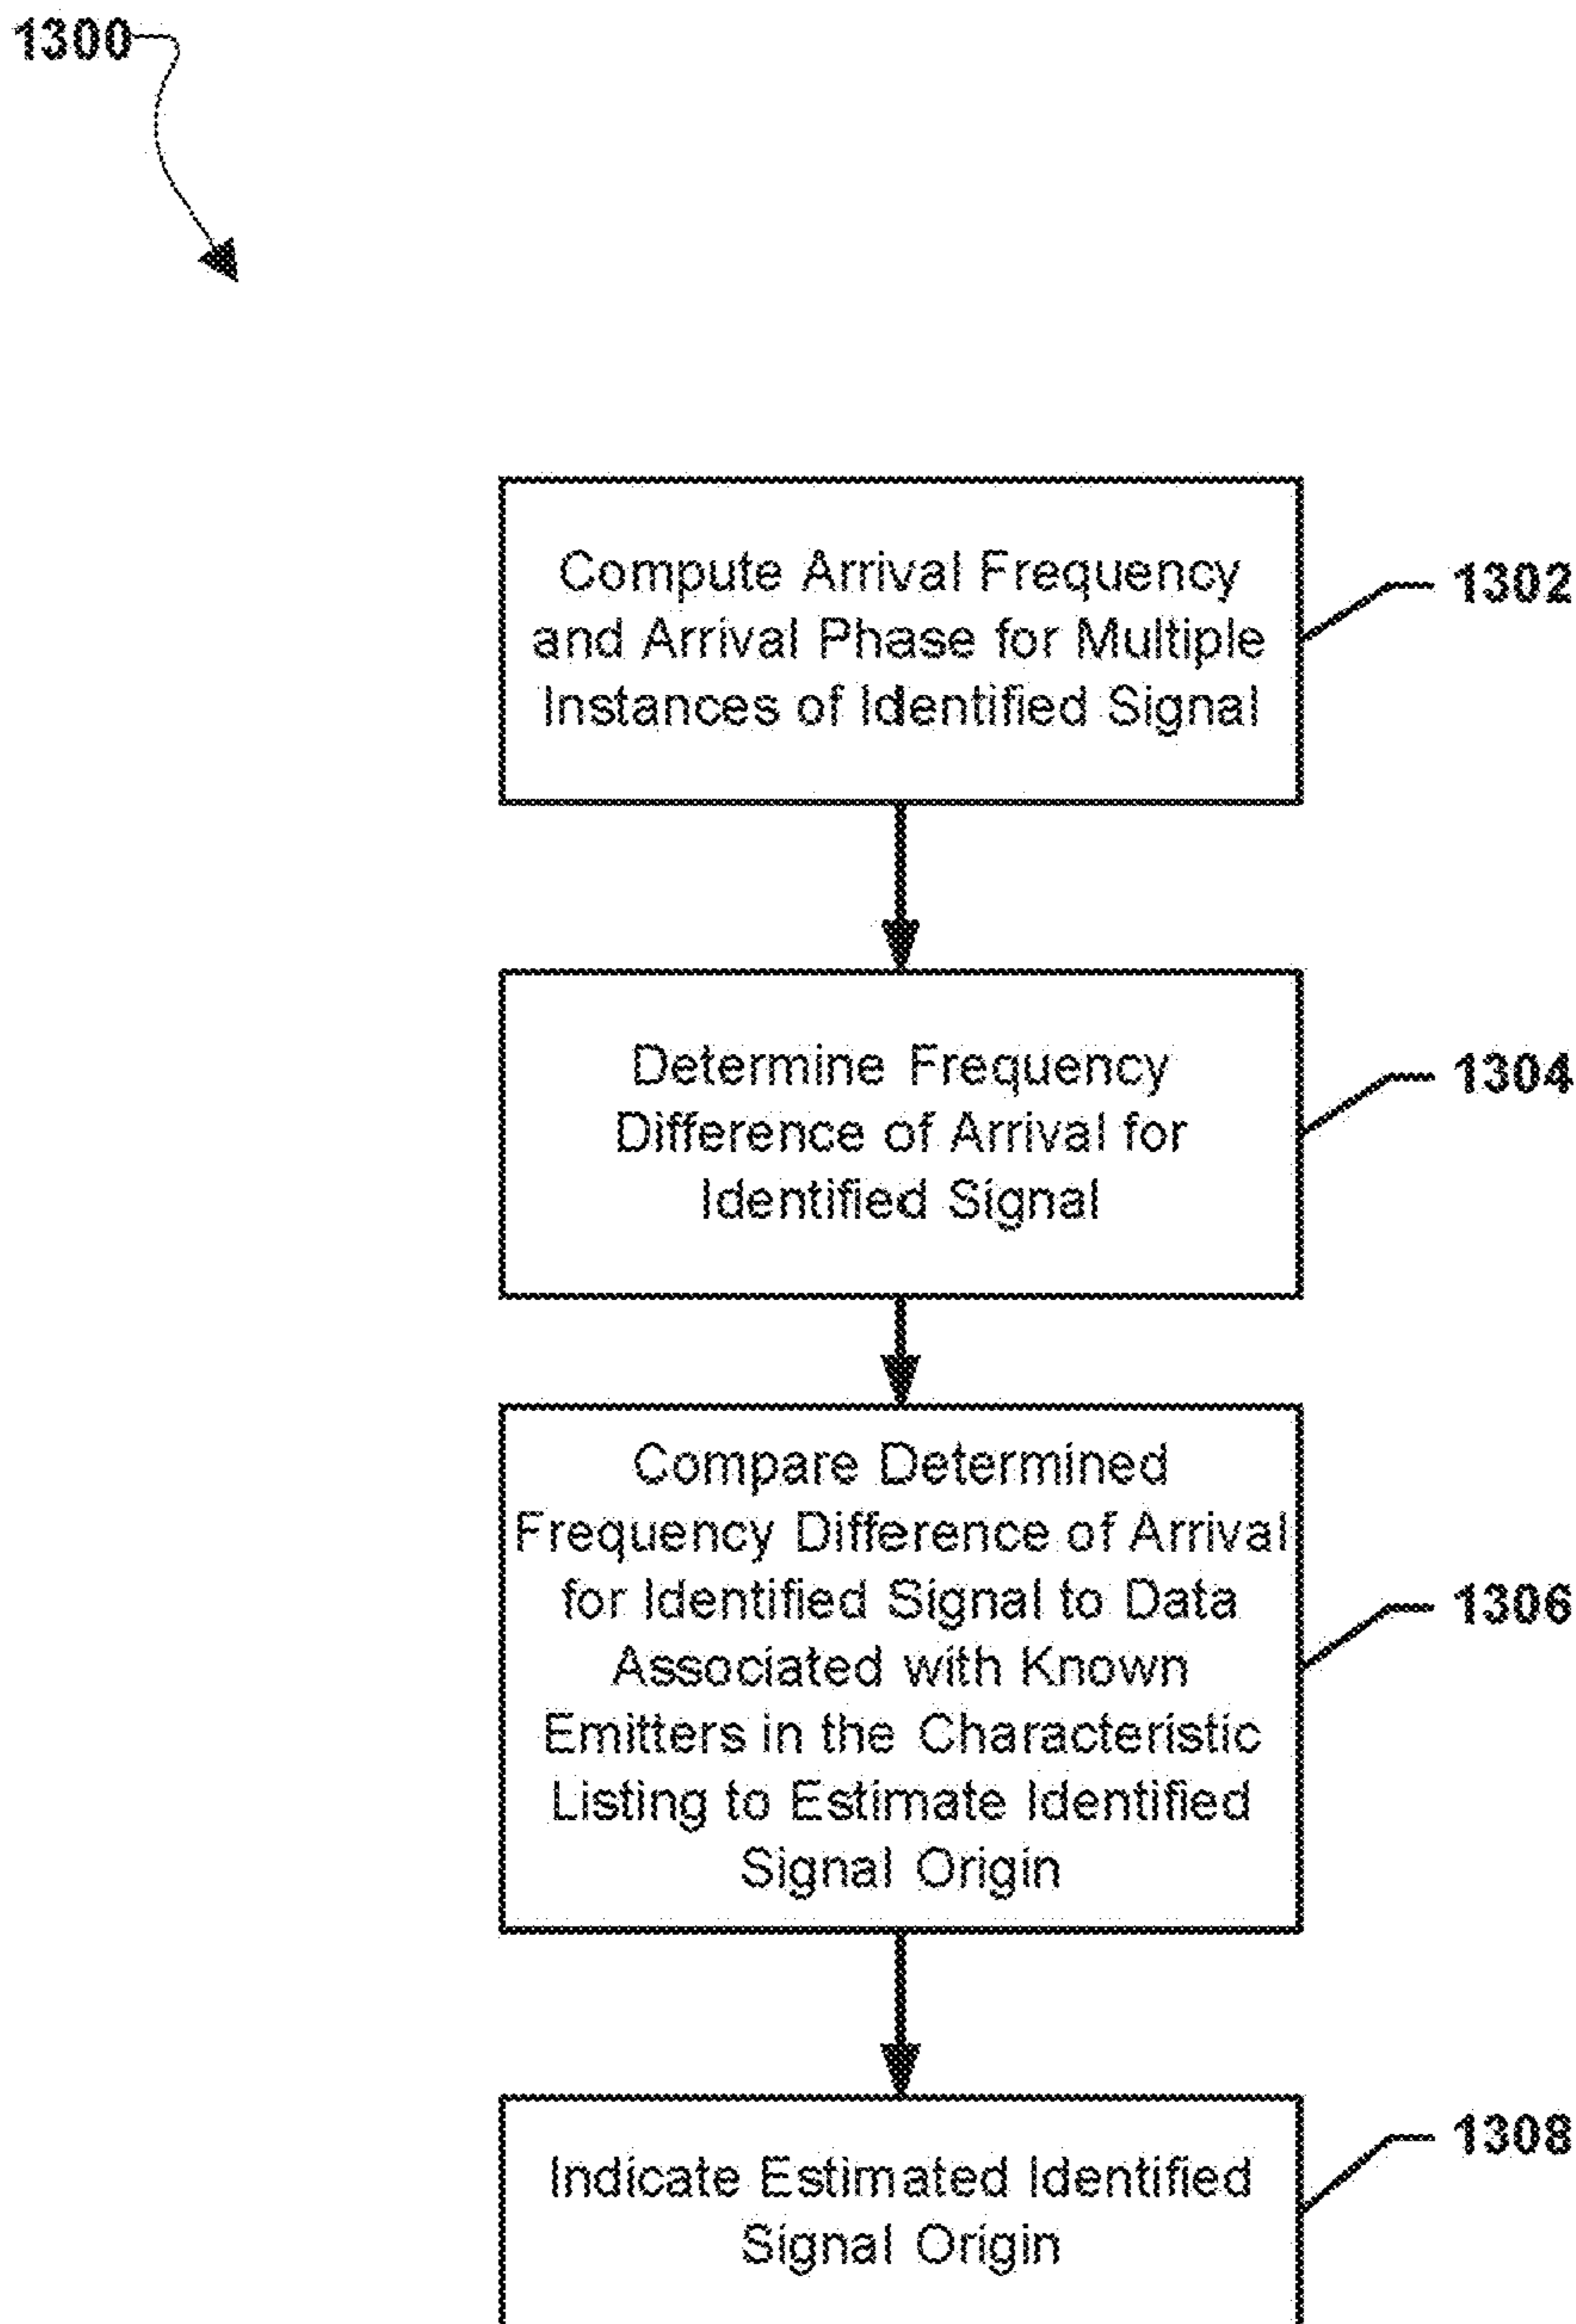 1300
Compute Arrival Frequency
and Arrival Phase for Multiple
Instances of Identified Signal
1302
Determine Frequency
Difference of Arrival for
Identified Signal
1304
Compare Determined
Frequency Difference of Arrival
for Identified Signal to Data
Associated with Known
Emitters in the Characteristic
Listing to Estimate Identified
Signal Origin
1306
Indicate Estimated Identified
Signal Origin
1308